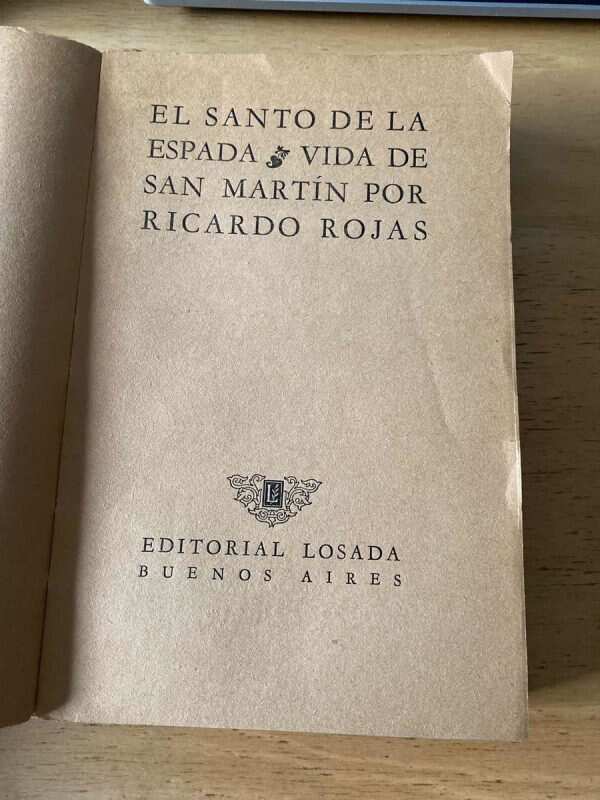 EL SANTO DE LA
ESPADA VIDA DE
SAN MARTÍN POR
RICARDO ROJAS
L
EDITORIAL LOSADA
BUENOS AIRES